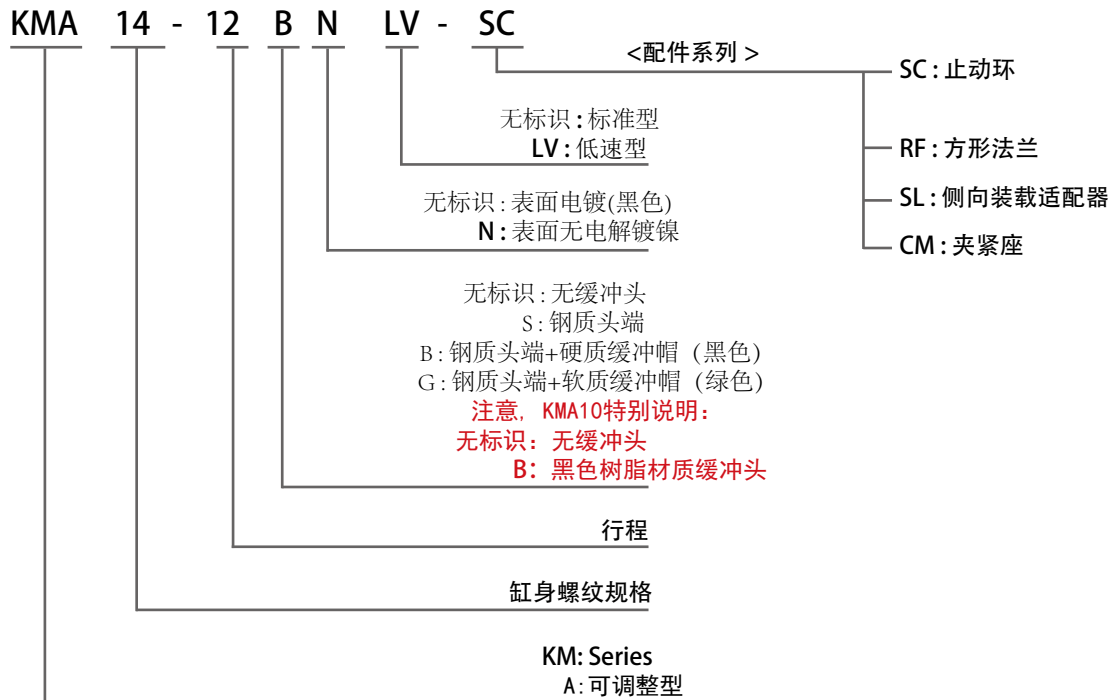 KMA 14 - 12 B N LV - SC
<配件系列 >
SC : 止动环
RF : 方形法兰
SL : 侧向装载适配器
CM : 夹紧座
无标识 : 标准型
LV : 低速型
无标识 : 表面电镀(黑色)
N : 表面无电解镀镍
无标识 : 无缓冲头
S : 钢质头端
B : 钢质头端+硬质缓冲帽（黑色）
G : 钢质头端+软质缓冲帽（绿色）
注意, KMA10特别说明:
无标识: 无缓冲头
B: 黑色树脂材质缓冲头
行程
缸身螺纹规格
KM: Series
A : 可调整型